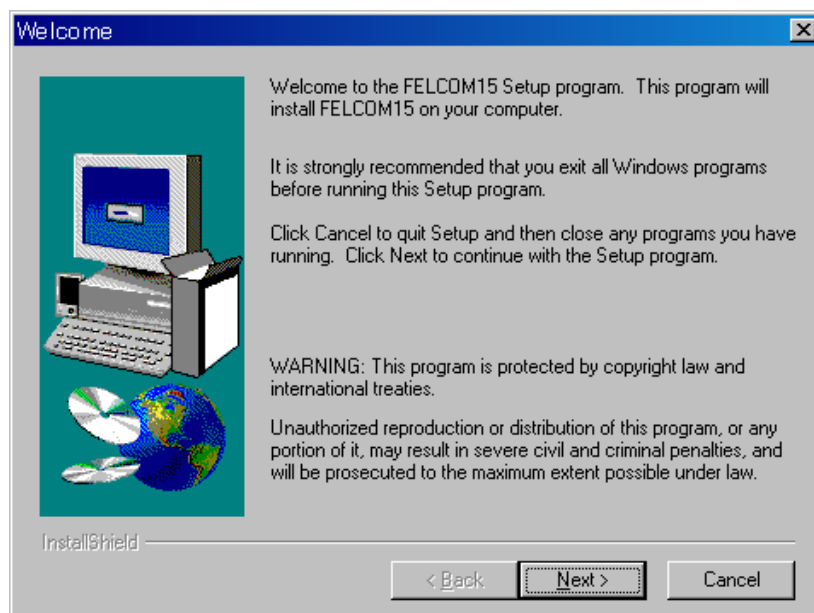 Welcome
Welcome to the FELCOM15 Setup program. This program will
install FELCOM15 on your computer.
It is strongly recommended that you exit all Windows programs
before running this Setup program.
Click Cancel to quit Setup and then close any programs you have
running. Click Next to continue with the Setup program.
WARNING: This program is protected by copyright law and
international treaties.
Unauthorized reproduction or distribution of this program, or any
portion of it, may result in severe civil and criminal penalties, and
will be prosecuted to the maximum extent possible under law.
InstallShield
< Back
Next >
Cancel